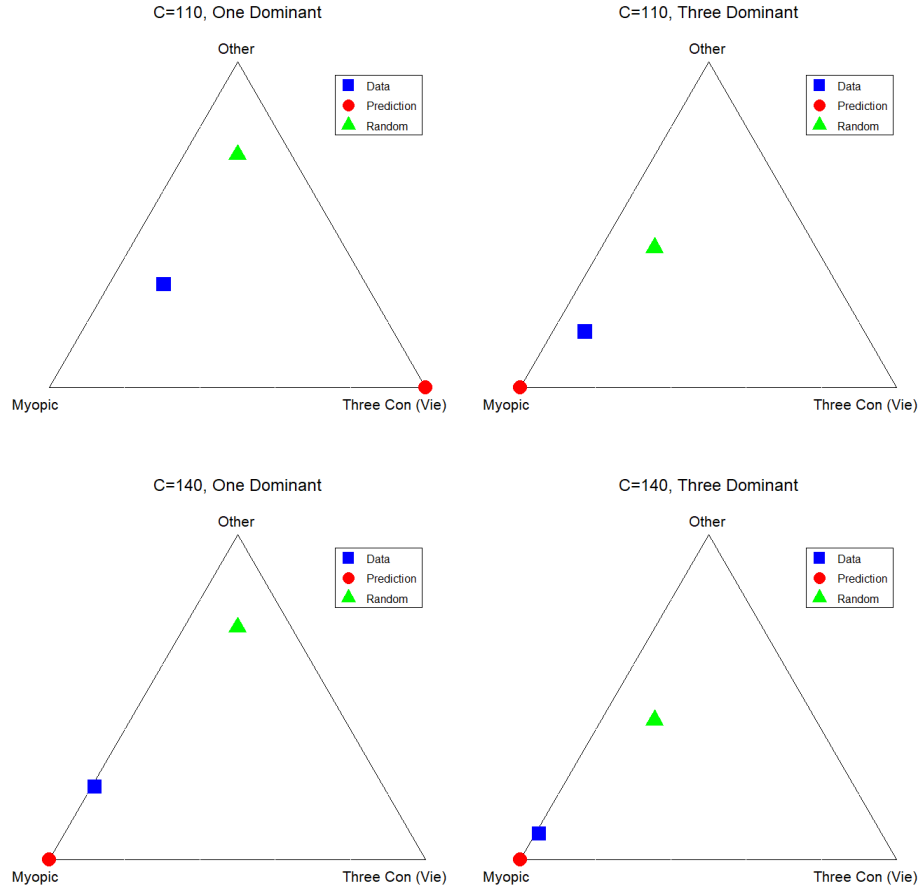 C=110, One Dominant
Other
Data
Prediction
Random
Myopic
Three Con (Vie)
C=110, Three Dominant
Other
Data
Prediction
Random
Myopic
Three Con (Vie)
C=140, One Dominant
Other
Data
Prediction
Random
Myopic
Three Con (Vie)
C=140, Three Dominant
Other
Data
Prediction
Random
Myopic
Three Con (Vie)